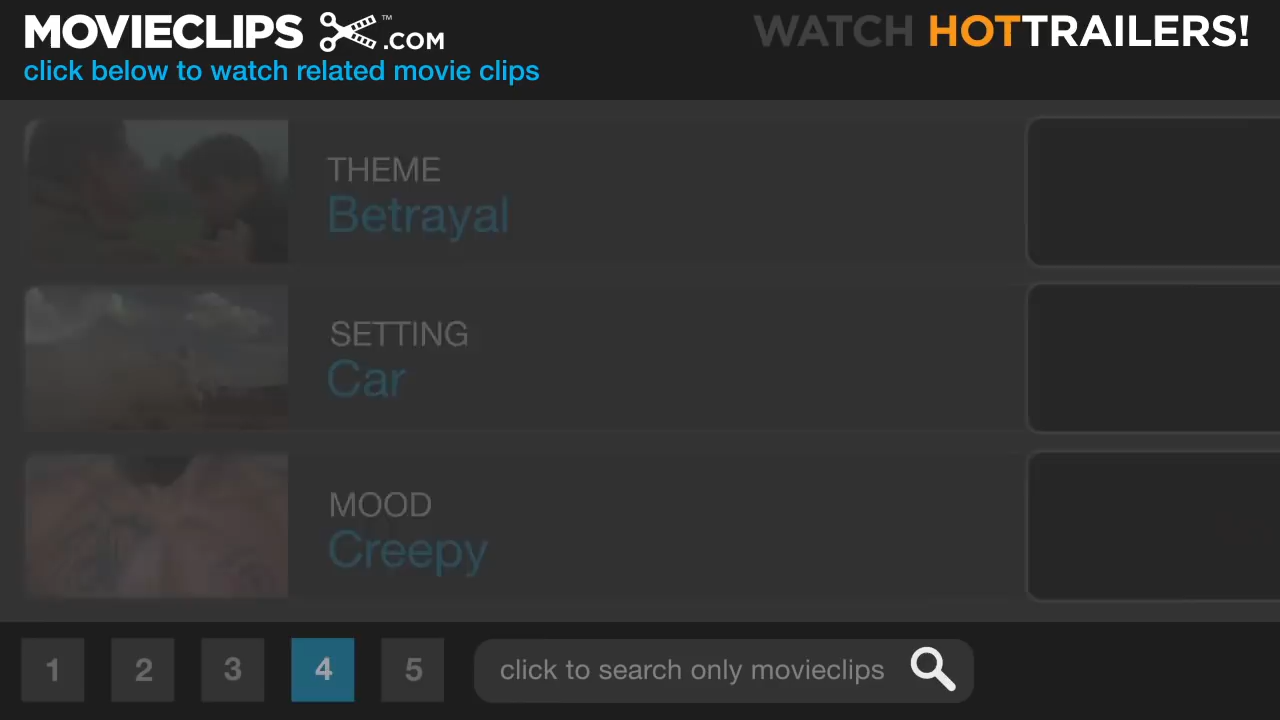 MOVIECLIPS ™ .COM
WATCH HOTTRAILERS!
click below to watch related movie clips
THEME
Betrayal
SETTING
Car
MOOD
Creepy
1 2 3 4 5
click to search only movieclips